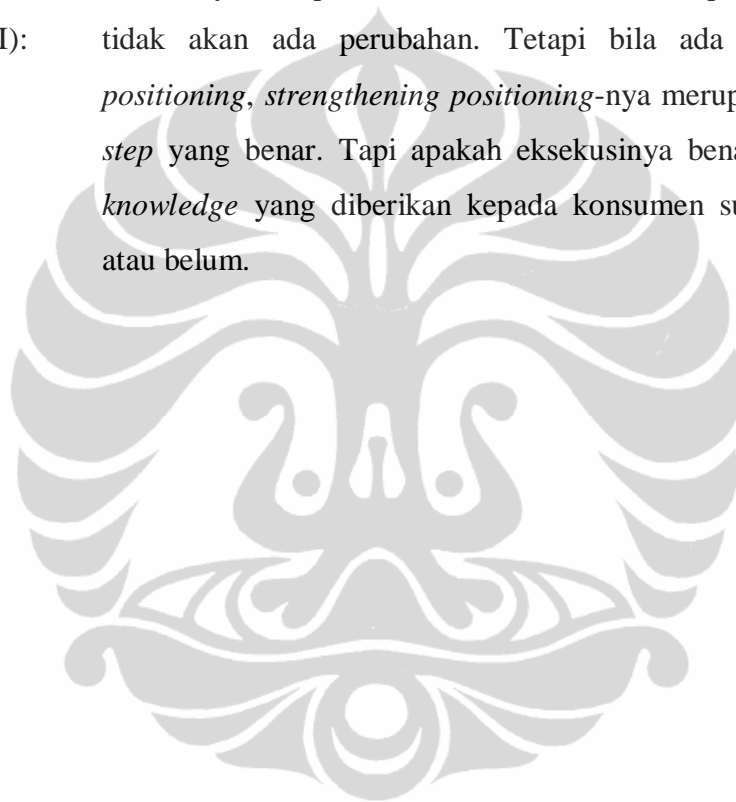 I): tidak akan ada perubahan. Tetapi bila ada
positioning, strengthening positioning-nya merup
step yang benar. Tapi apakah eksekusinya bena
knowledge yang diberikan kepada konsumen su
atau belum.